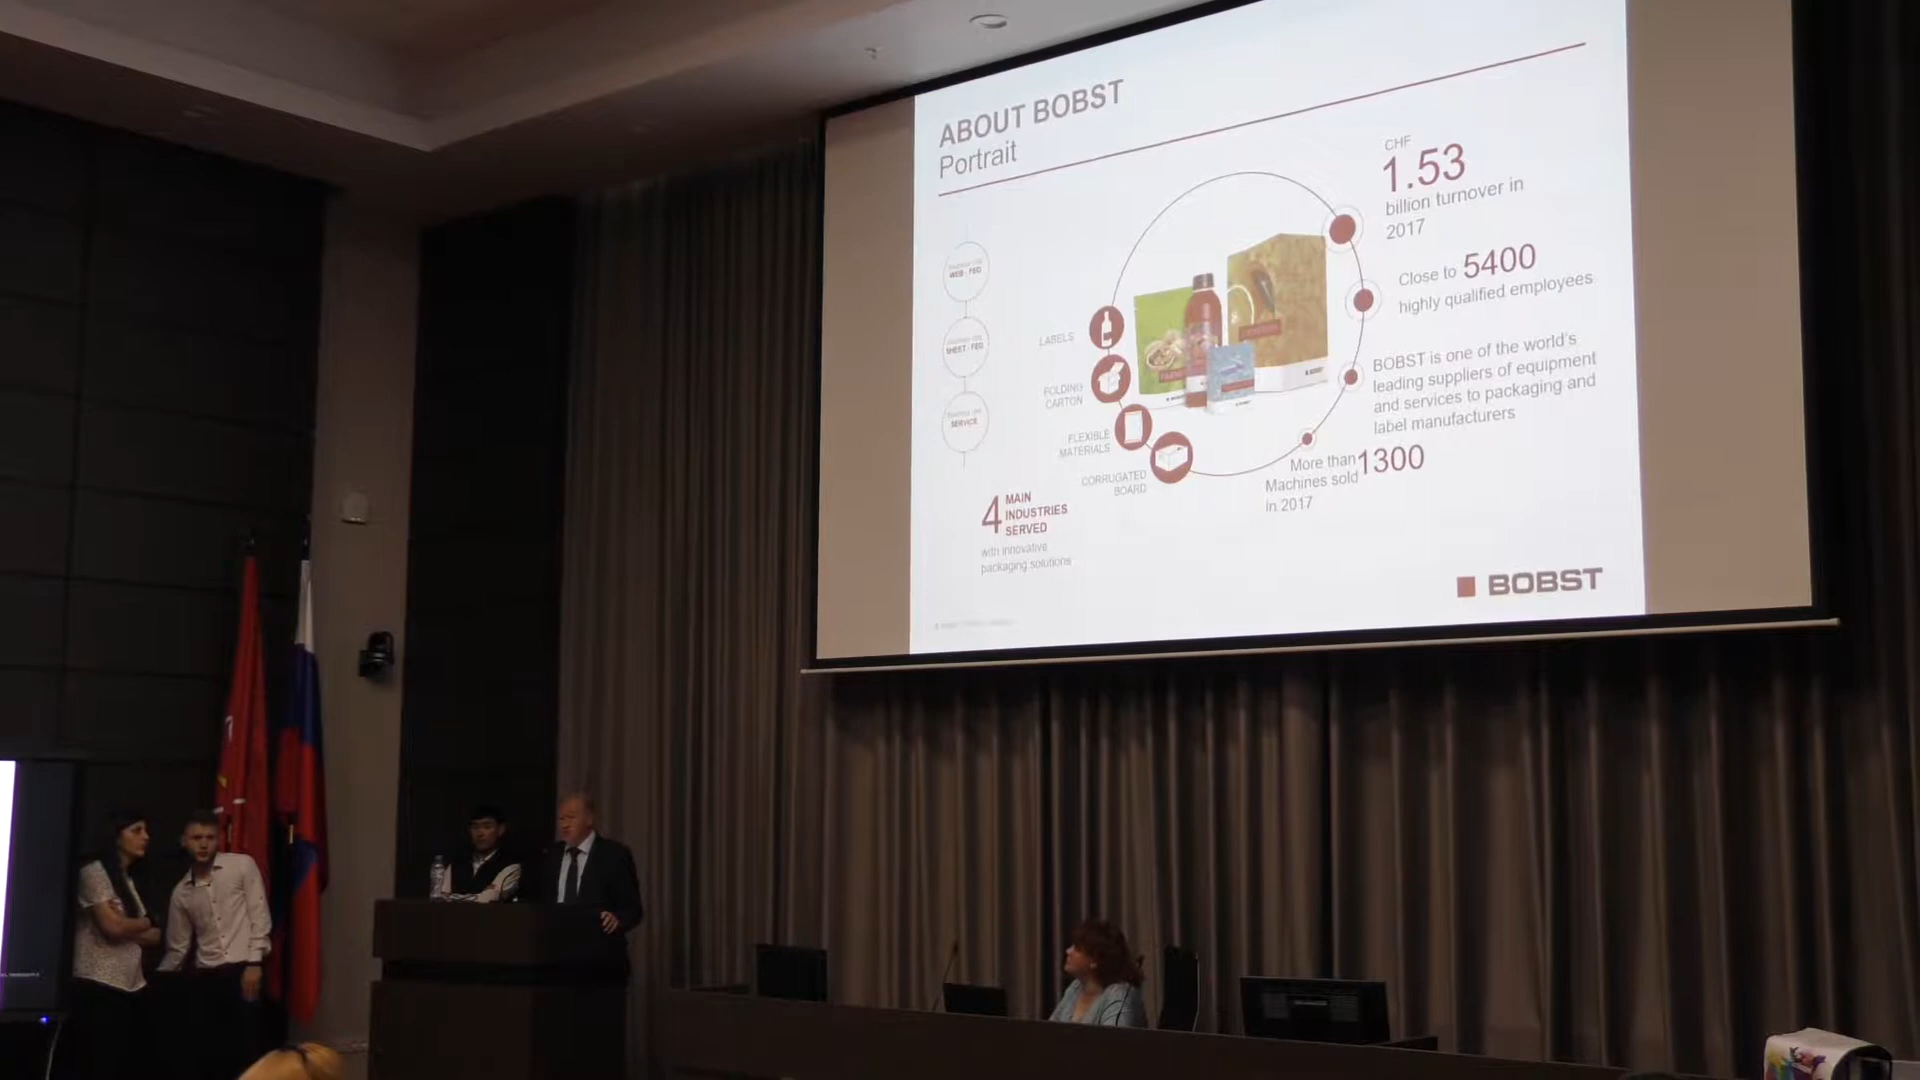 ABOUT BOBST
Portrait
CHF
1.53
billion turnover in
2017
Close to 5400
highly qualified employees
BOBST is one of the world's
leading suppliers of equipment
and services to packaging and
label manufacturers
More than 1300
Machines sold
in 2017
WEB - FED
SHEET - FED
SERVICE
LABELS
FOLDING
CARTON
FLEXIBLE
MATERIALS
CORRUGATED
BOARD
4 MAIN
INDUSTRIES
SERVED
with innovative
packaging solutions
BOBST